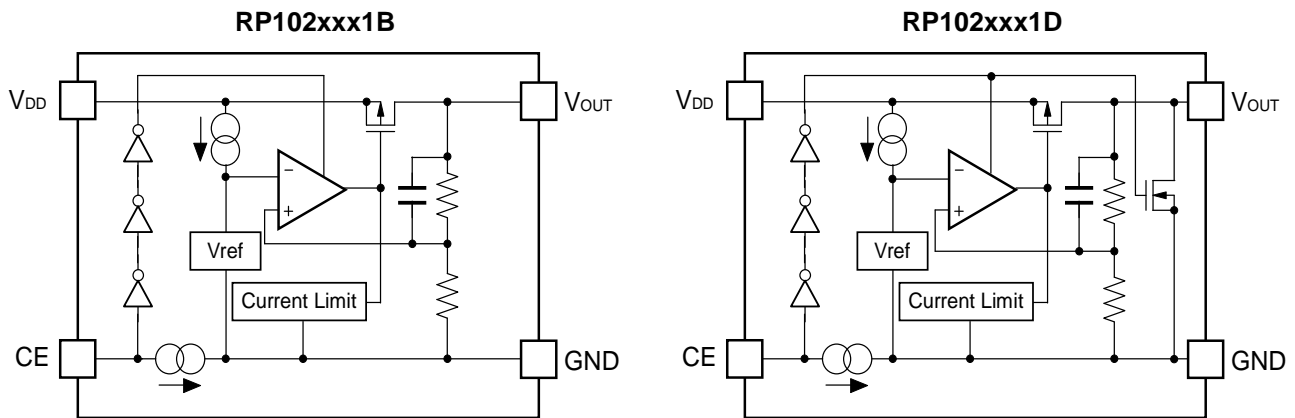 RP102xxx1B
VDD
VOUT
−
+
Vref
Current Limit
CE
GND
RP102xxx1D
VDD
VOUT
−
+
Vref
Current Limit
CE
GND